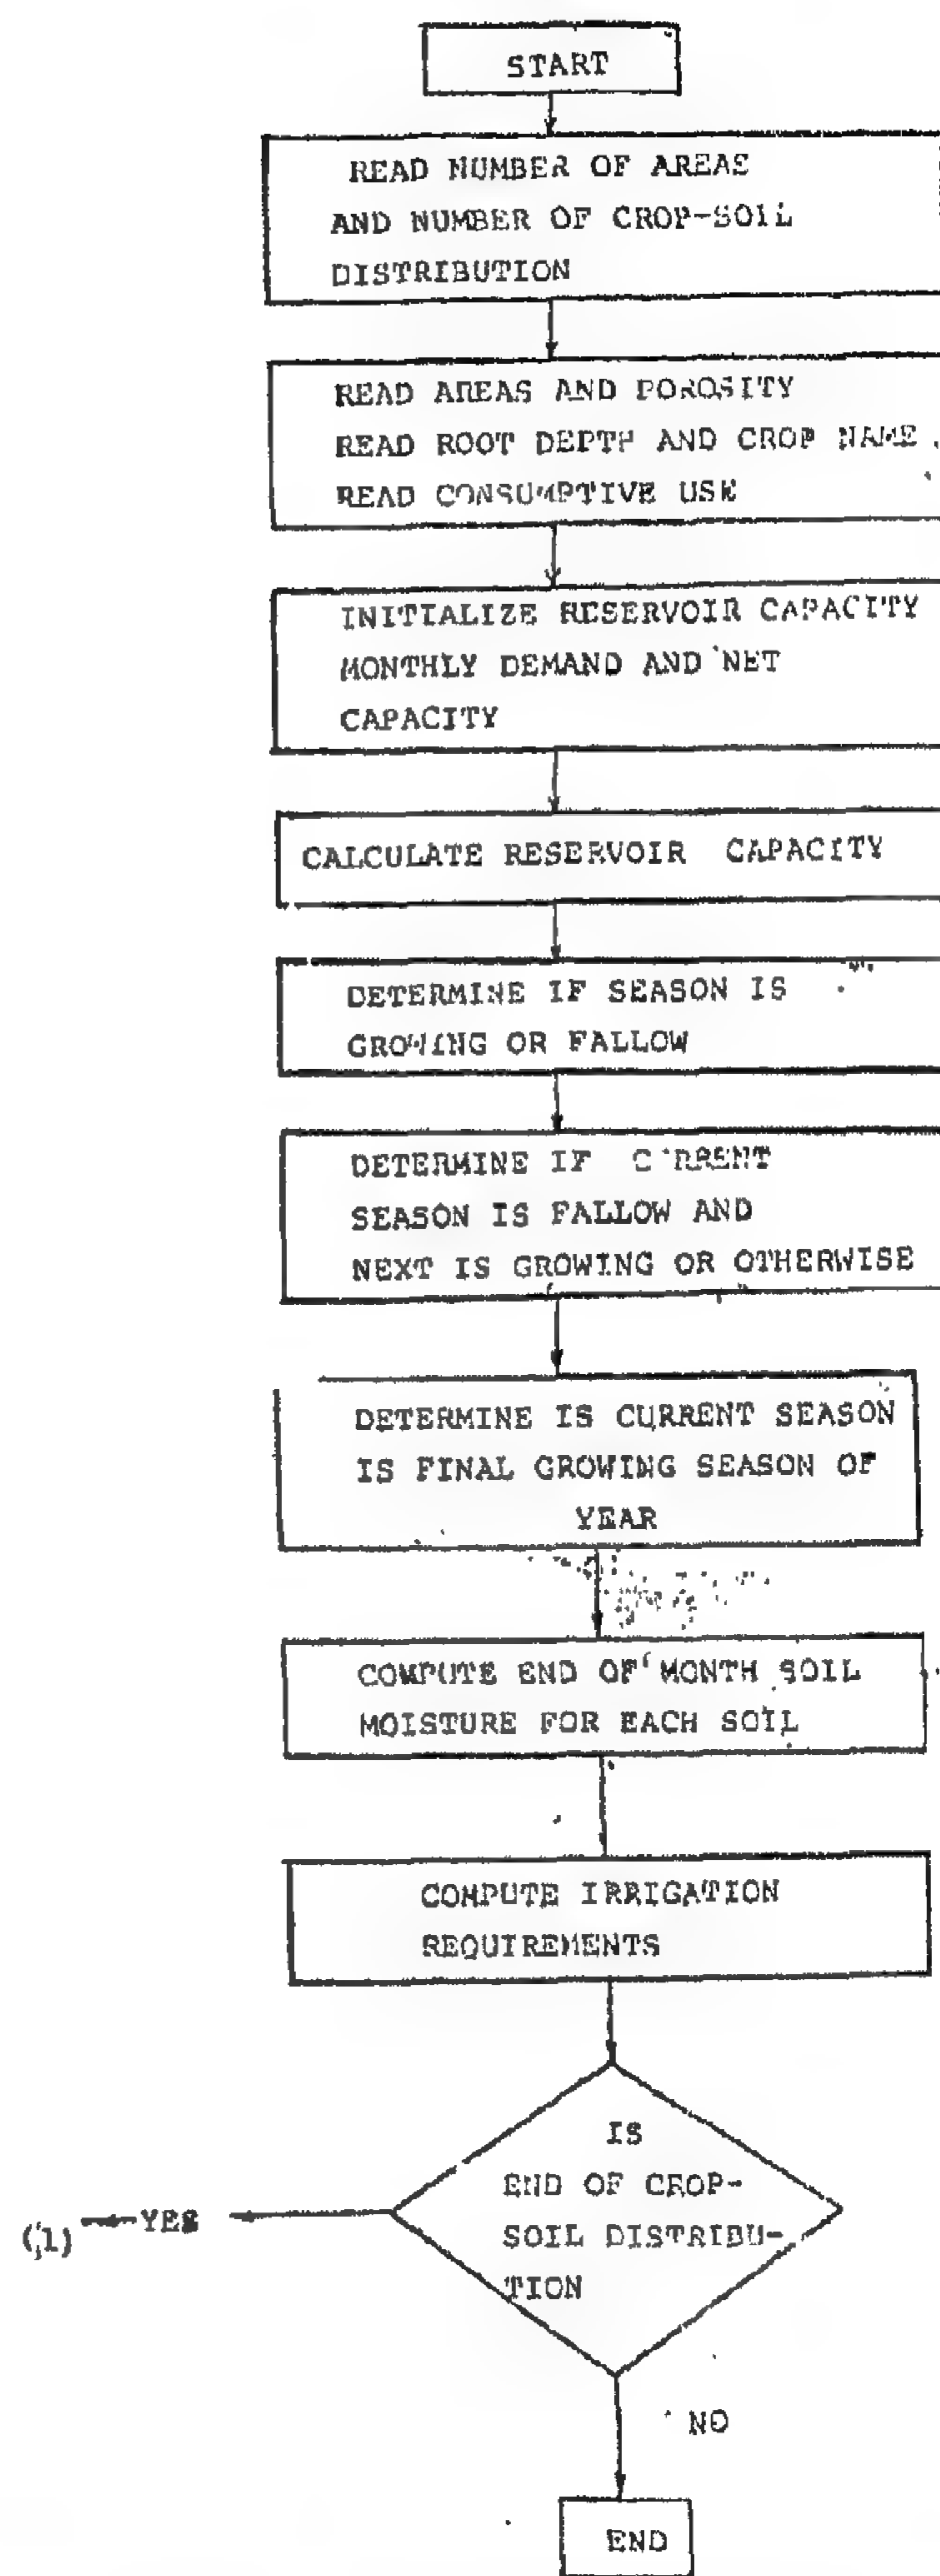 START
READ NUMBER OF AREAS
AND NUMBER OF CROP-SOIL
DISTRIBUTION
READ AREAS AND POROSITY
READ ROOT DEPTH AND CROP NAME
READ CONSUMPTIVE USE
INITIALIZE RESERVOIR CAPACITY
MONTHLY DEMAND AND NET
CAPACITY
CALCULATE RESERVOIR CAPACITY
DETERMINE IF SEASON IS
GROWING OR FALLOW
DETERMINE IF CURRENT
SEASON IS FALLOW AND
NEXT IS GROWING OR OTHERWISE
DETERMINE IS CURRENT SEASON
IS FINAL GROWING SEASON OF
YEAR
COMPUTE END OF MONTH SOIL
MOISTURE FOR EACH SOIL
COMPUTE IRRIGATION
REQUIREMENTS
IS
END OF CROP-
SOIL DISTRIBU-
TION
(1) YES
NO
END